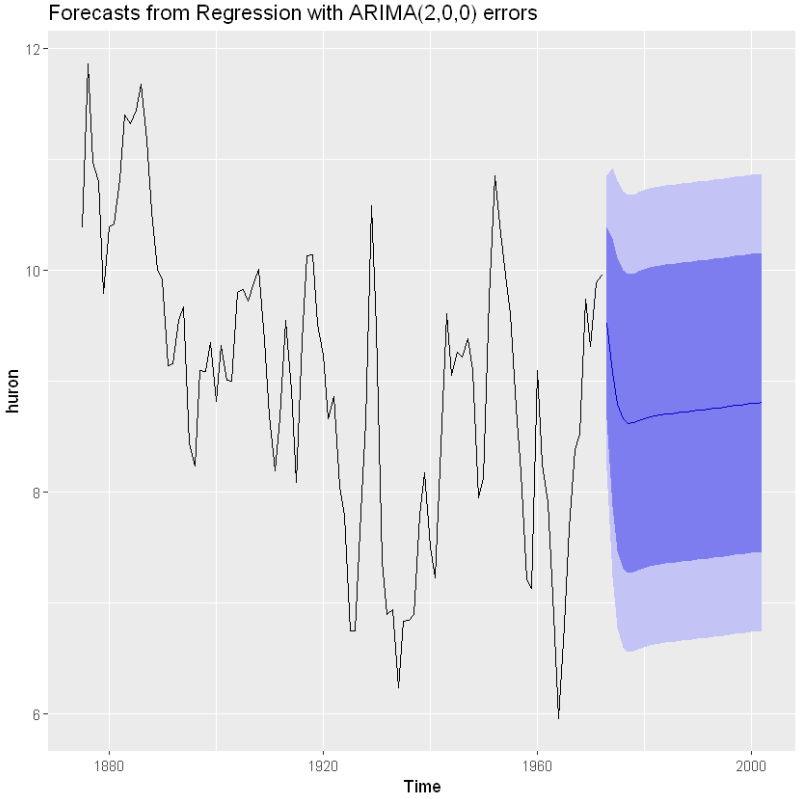 Forecasts from Regression with ARIMA(2,0,0) errors
12
10
8
6
huron
1880 1920 1960 2000
Time